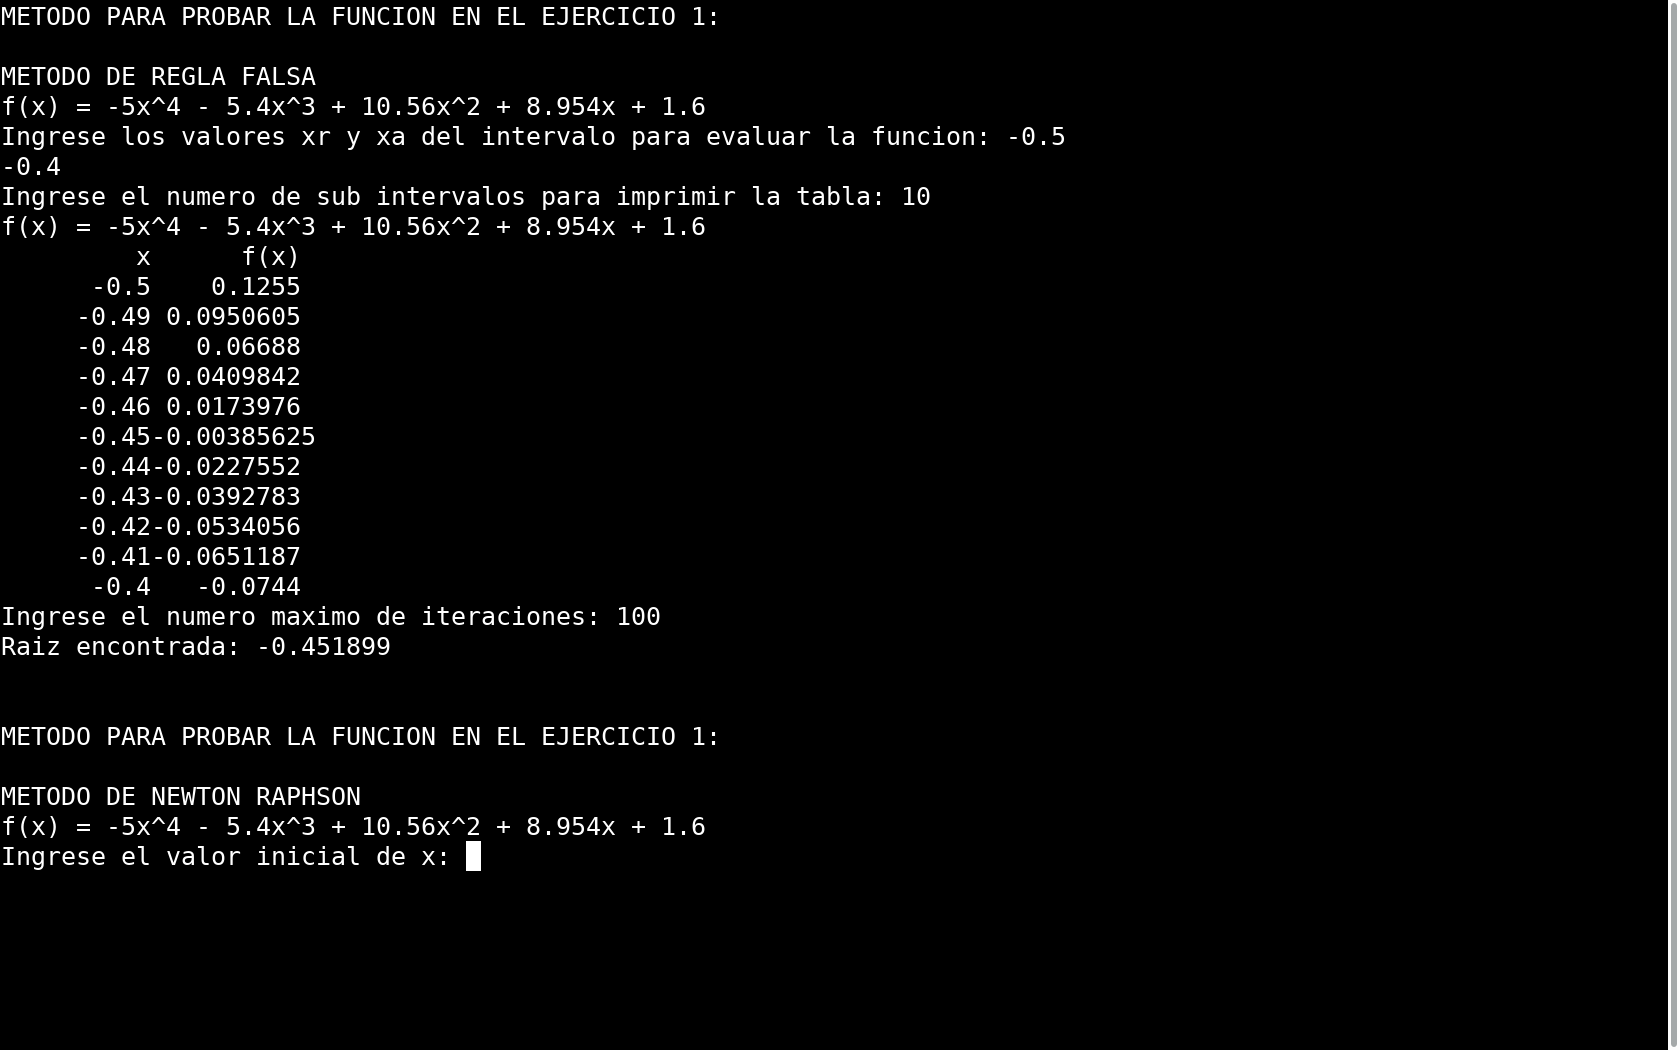 METODO PARA PROBAR LA FUNCION EN EL EJERCICIO 1:
METODO DE REGLA FALSA
f(x) = -5x^4 - 5.4x^3 + 10.56x^2 + 8.954x + 1.6
Ingrese los valores xr y xa del intervalo para evaluar la funcion: -0.5
-0.4
Ingrese el numero de sub intervalos para imprimir la tabla: 10
f(x) = -5x^4 - 5.4x^3 + 10.56x^2 + 8.954x + 1.6
         x      f(x)
      -0.5    0.1255
     -0.49 0.0950605
     -0.48   0.06688
     -0.47 0.0409842
     -0.46 0.0173976
     -0.45-0.00385625
     -0.44-0.0227552
     -0.43-0.0392783
     -0.42-0.0534056
     -0.41-0.0651187
      -0.4   -0.0744
Ingrese el numero maximo de iteraciones: 100
Raiz encontrada: -0.451899
METODO PARA PROBAR LA FUNCION EN EL EJERCICIO 1:
METODO DE NEWTON RAPHSON
f(x) = -5x^4 - 5.4x^3 + 10.56x^2 + 8.954x + 1.6
Ingrese el valor inicial de x: